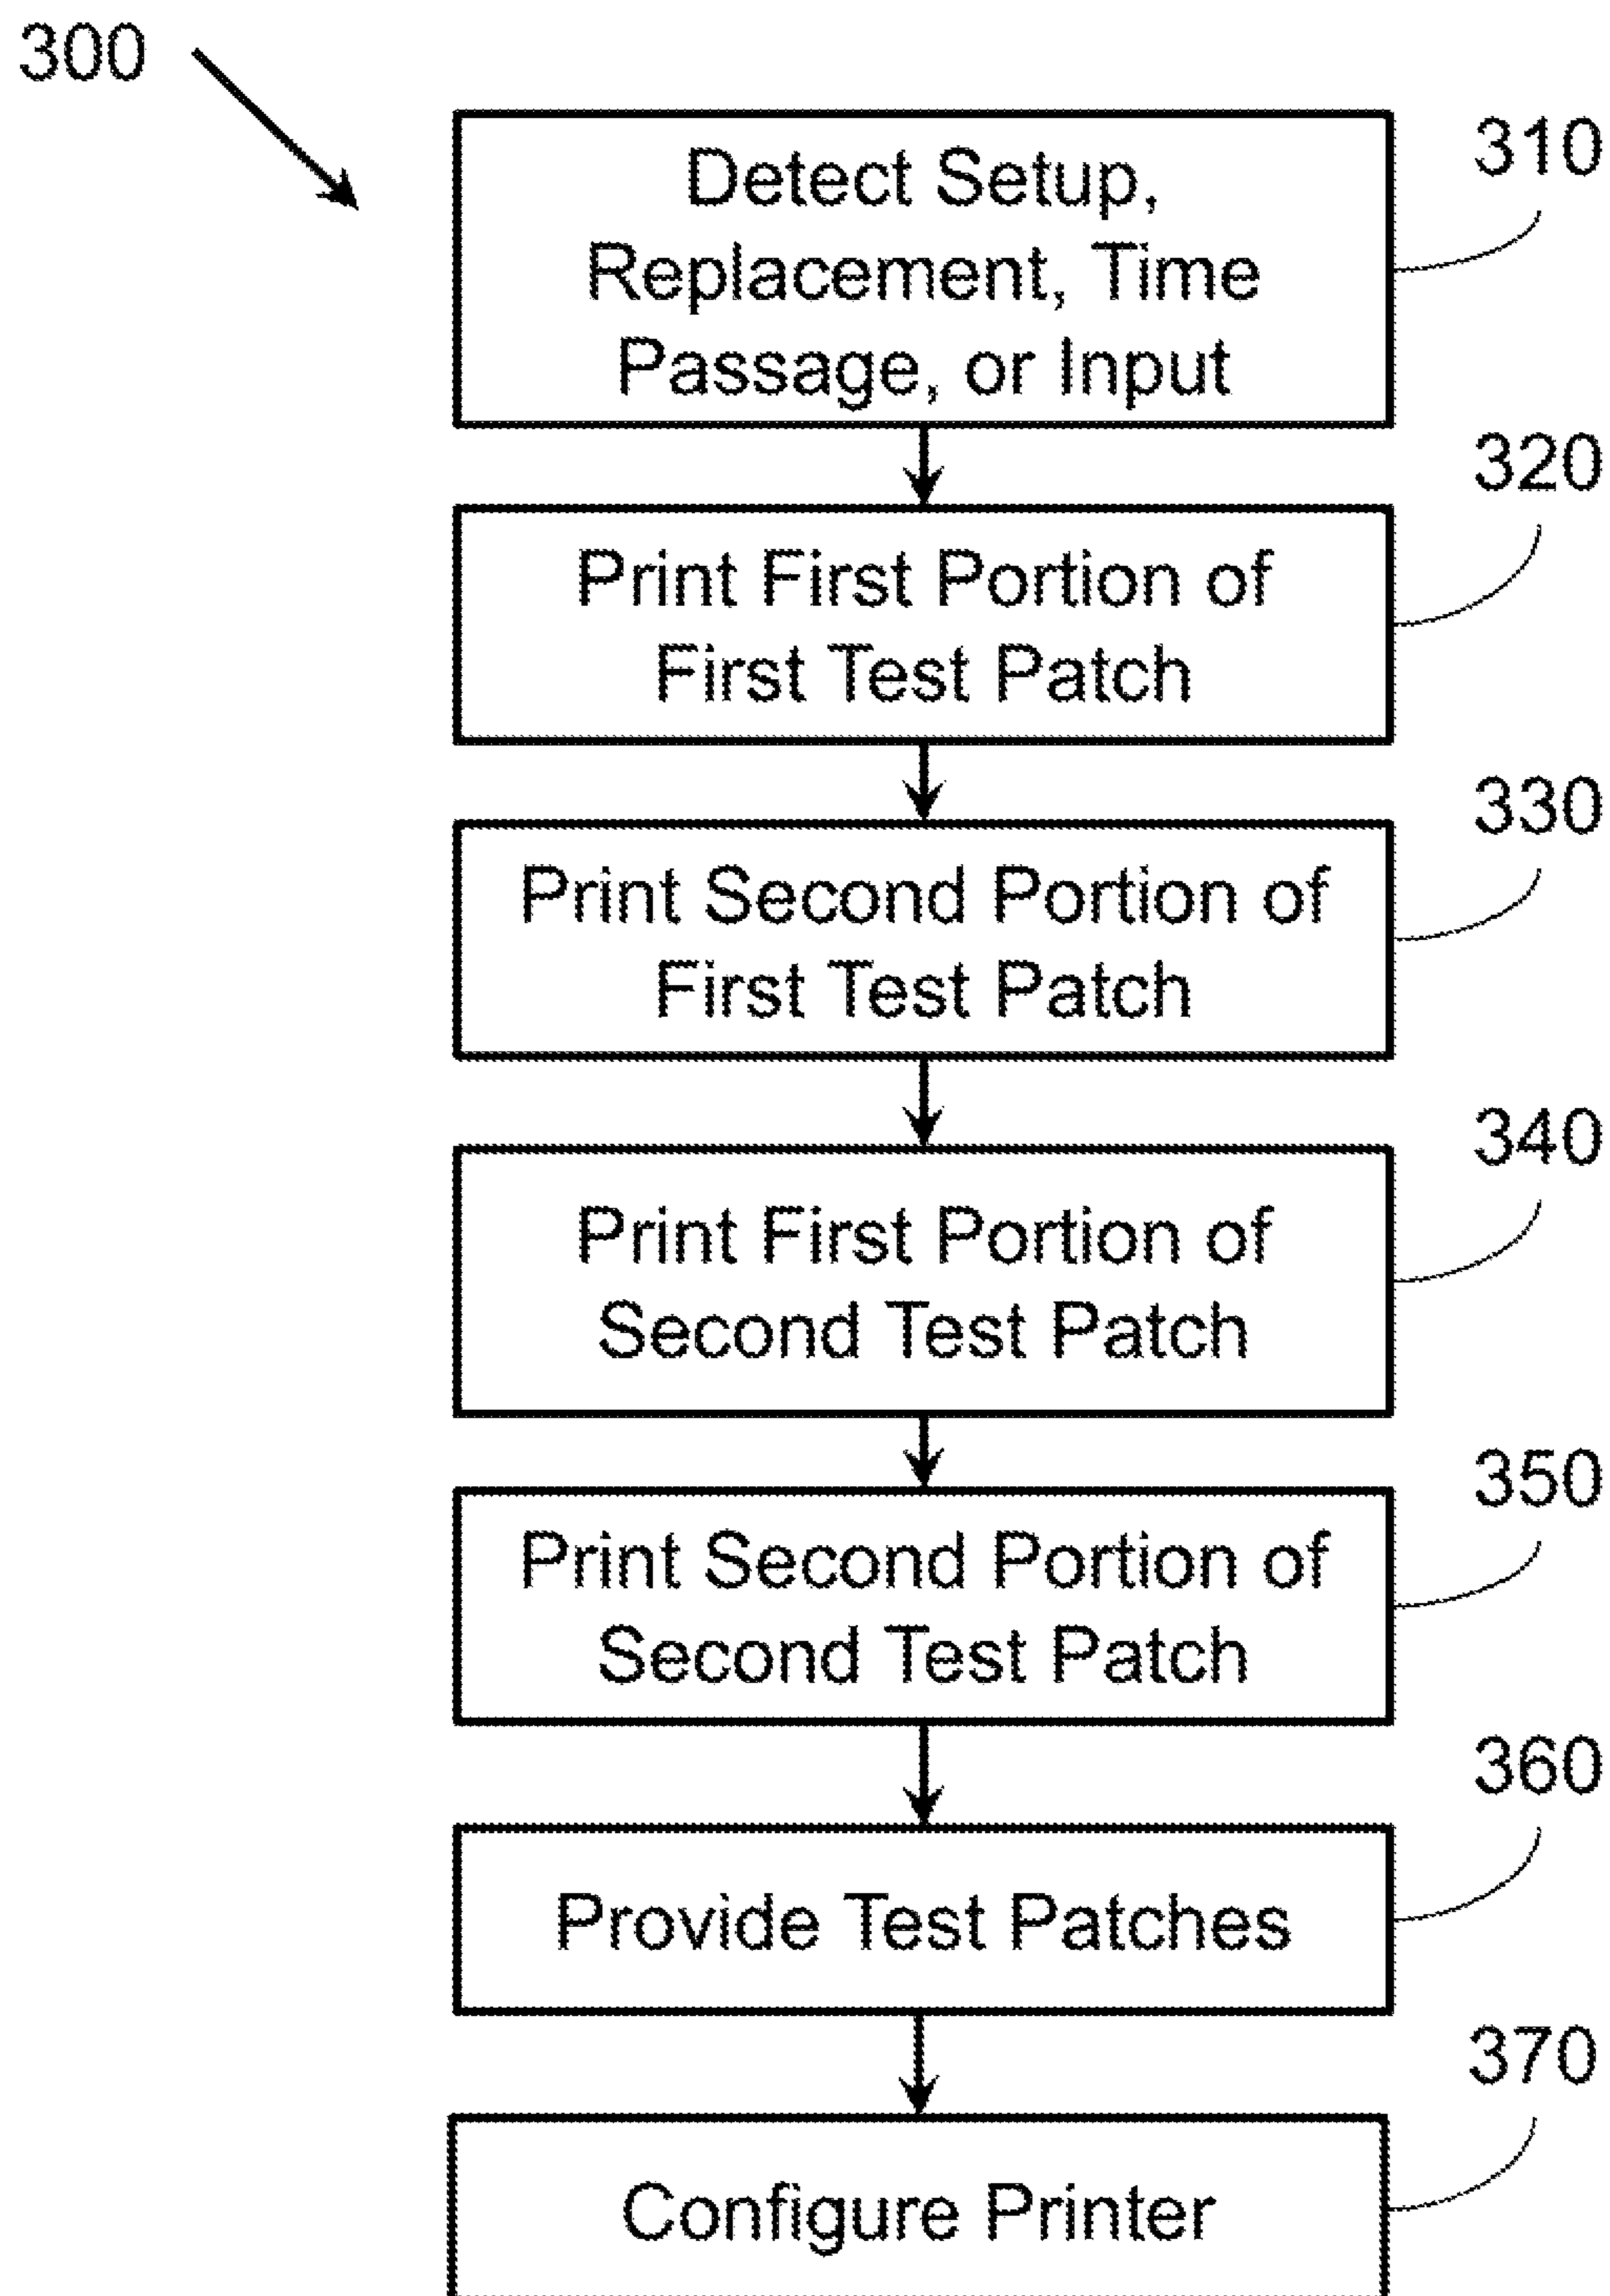 300
310
Detect Setup,
Replacement, Time
Passage, or Input
320
Print First Portion of
First Test Patch
330
Print Second Portion of
First Test Patch
340
Print First Portion of
Second Test Patch
350
Print Second Portion of
Second Test Patch
360
Provide Test Patches
370
Configure Printer